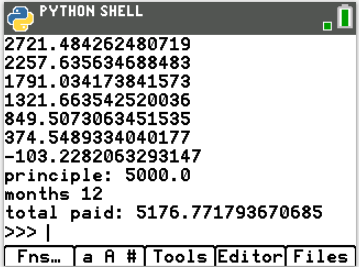 PYTHON SHELL
2721.484262480719
2257.635634688483
1791.034173841573
1321.663542520036
849.5073063451535
374.5489334040177
-103.2282063293147
principle: 5000.0
months 12
total paid: 5176.771793670685
>>>
Fns… a A # Tools Editor Files